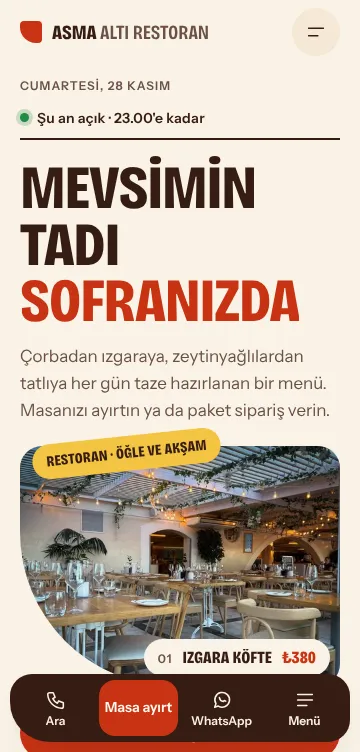 ASMA ALTI RESTORAN
CUMARTESİ, 28 KASIM
Şu an açık · 23.00'e kadar
MEVSİMİN
TADI
SOFRANIZDA
Çorbadan ızgaraya, zeytinyağlılardan
tatlıya her gün taze hazırlanan bir menü.
Masanızı ayırtın ya da paket sipariş verin.
RESTORAN · ÖĞLE VE AKŞAM
01 IZGARA KÖFTE ₺380
Ara
Masa ayırt
WhatsApp
Menü